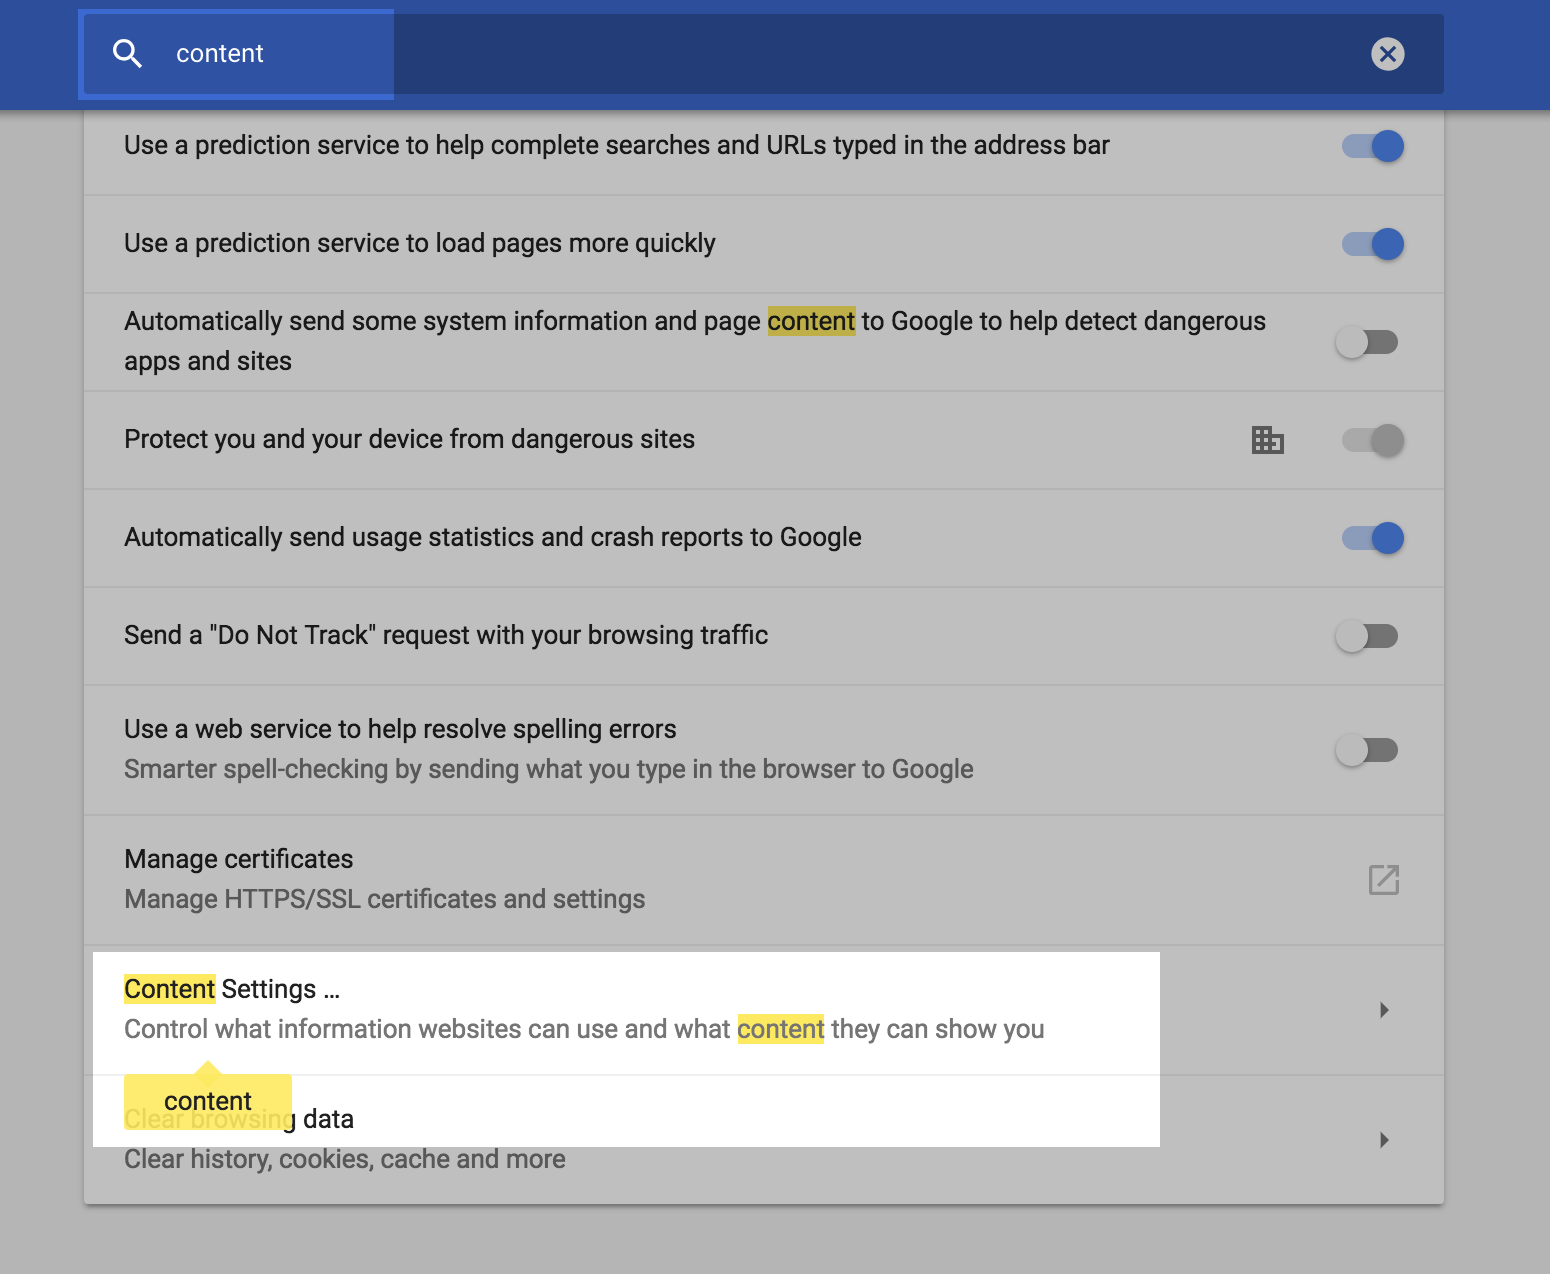 content
Use a prediction service to help complete searches and URLs typed in the address bar
Use a prediction service to load pages more quickly
Automatically send some system information and page content to Google to help detect dangerous
apps and sites
Protect you and your device from dangerous sites
Automatically send usage statistics and crash reports to Google
Send a "Do Not Track" request with your browsing traffic
Use a web service to help resolve spelling errors
Smarter spell-checking by sending what you type in the browser to Google
Manage certificates
Manage HTTPS/SSL certificates and settings
Content Settings ...
Control what information websites can use and what content they can show you
content
Clear browsing data
Clear history, cookies, cache and more